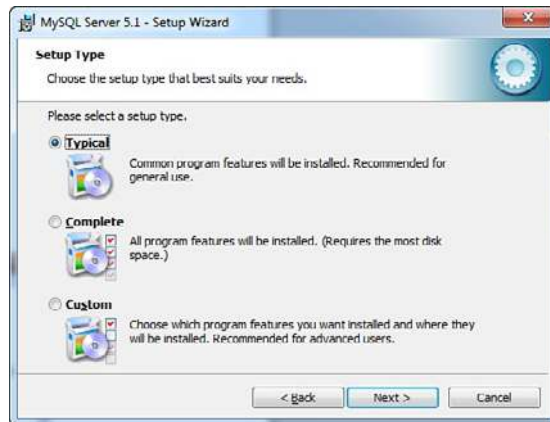 MySQL Server 5.1 - Setup Wizard
Setup Type
Choose the setup type that best suits your needs.
Please select a setup type.
Typical
Common program features will be installed. Recommended for
general use.
Complete
All program features will be installed. (Requires the most disk
space.)
Custom
Choose which program features you want installed and where they
will be installed. Recommended for advanced users.
< Back
Next >
Cancel